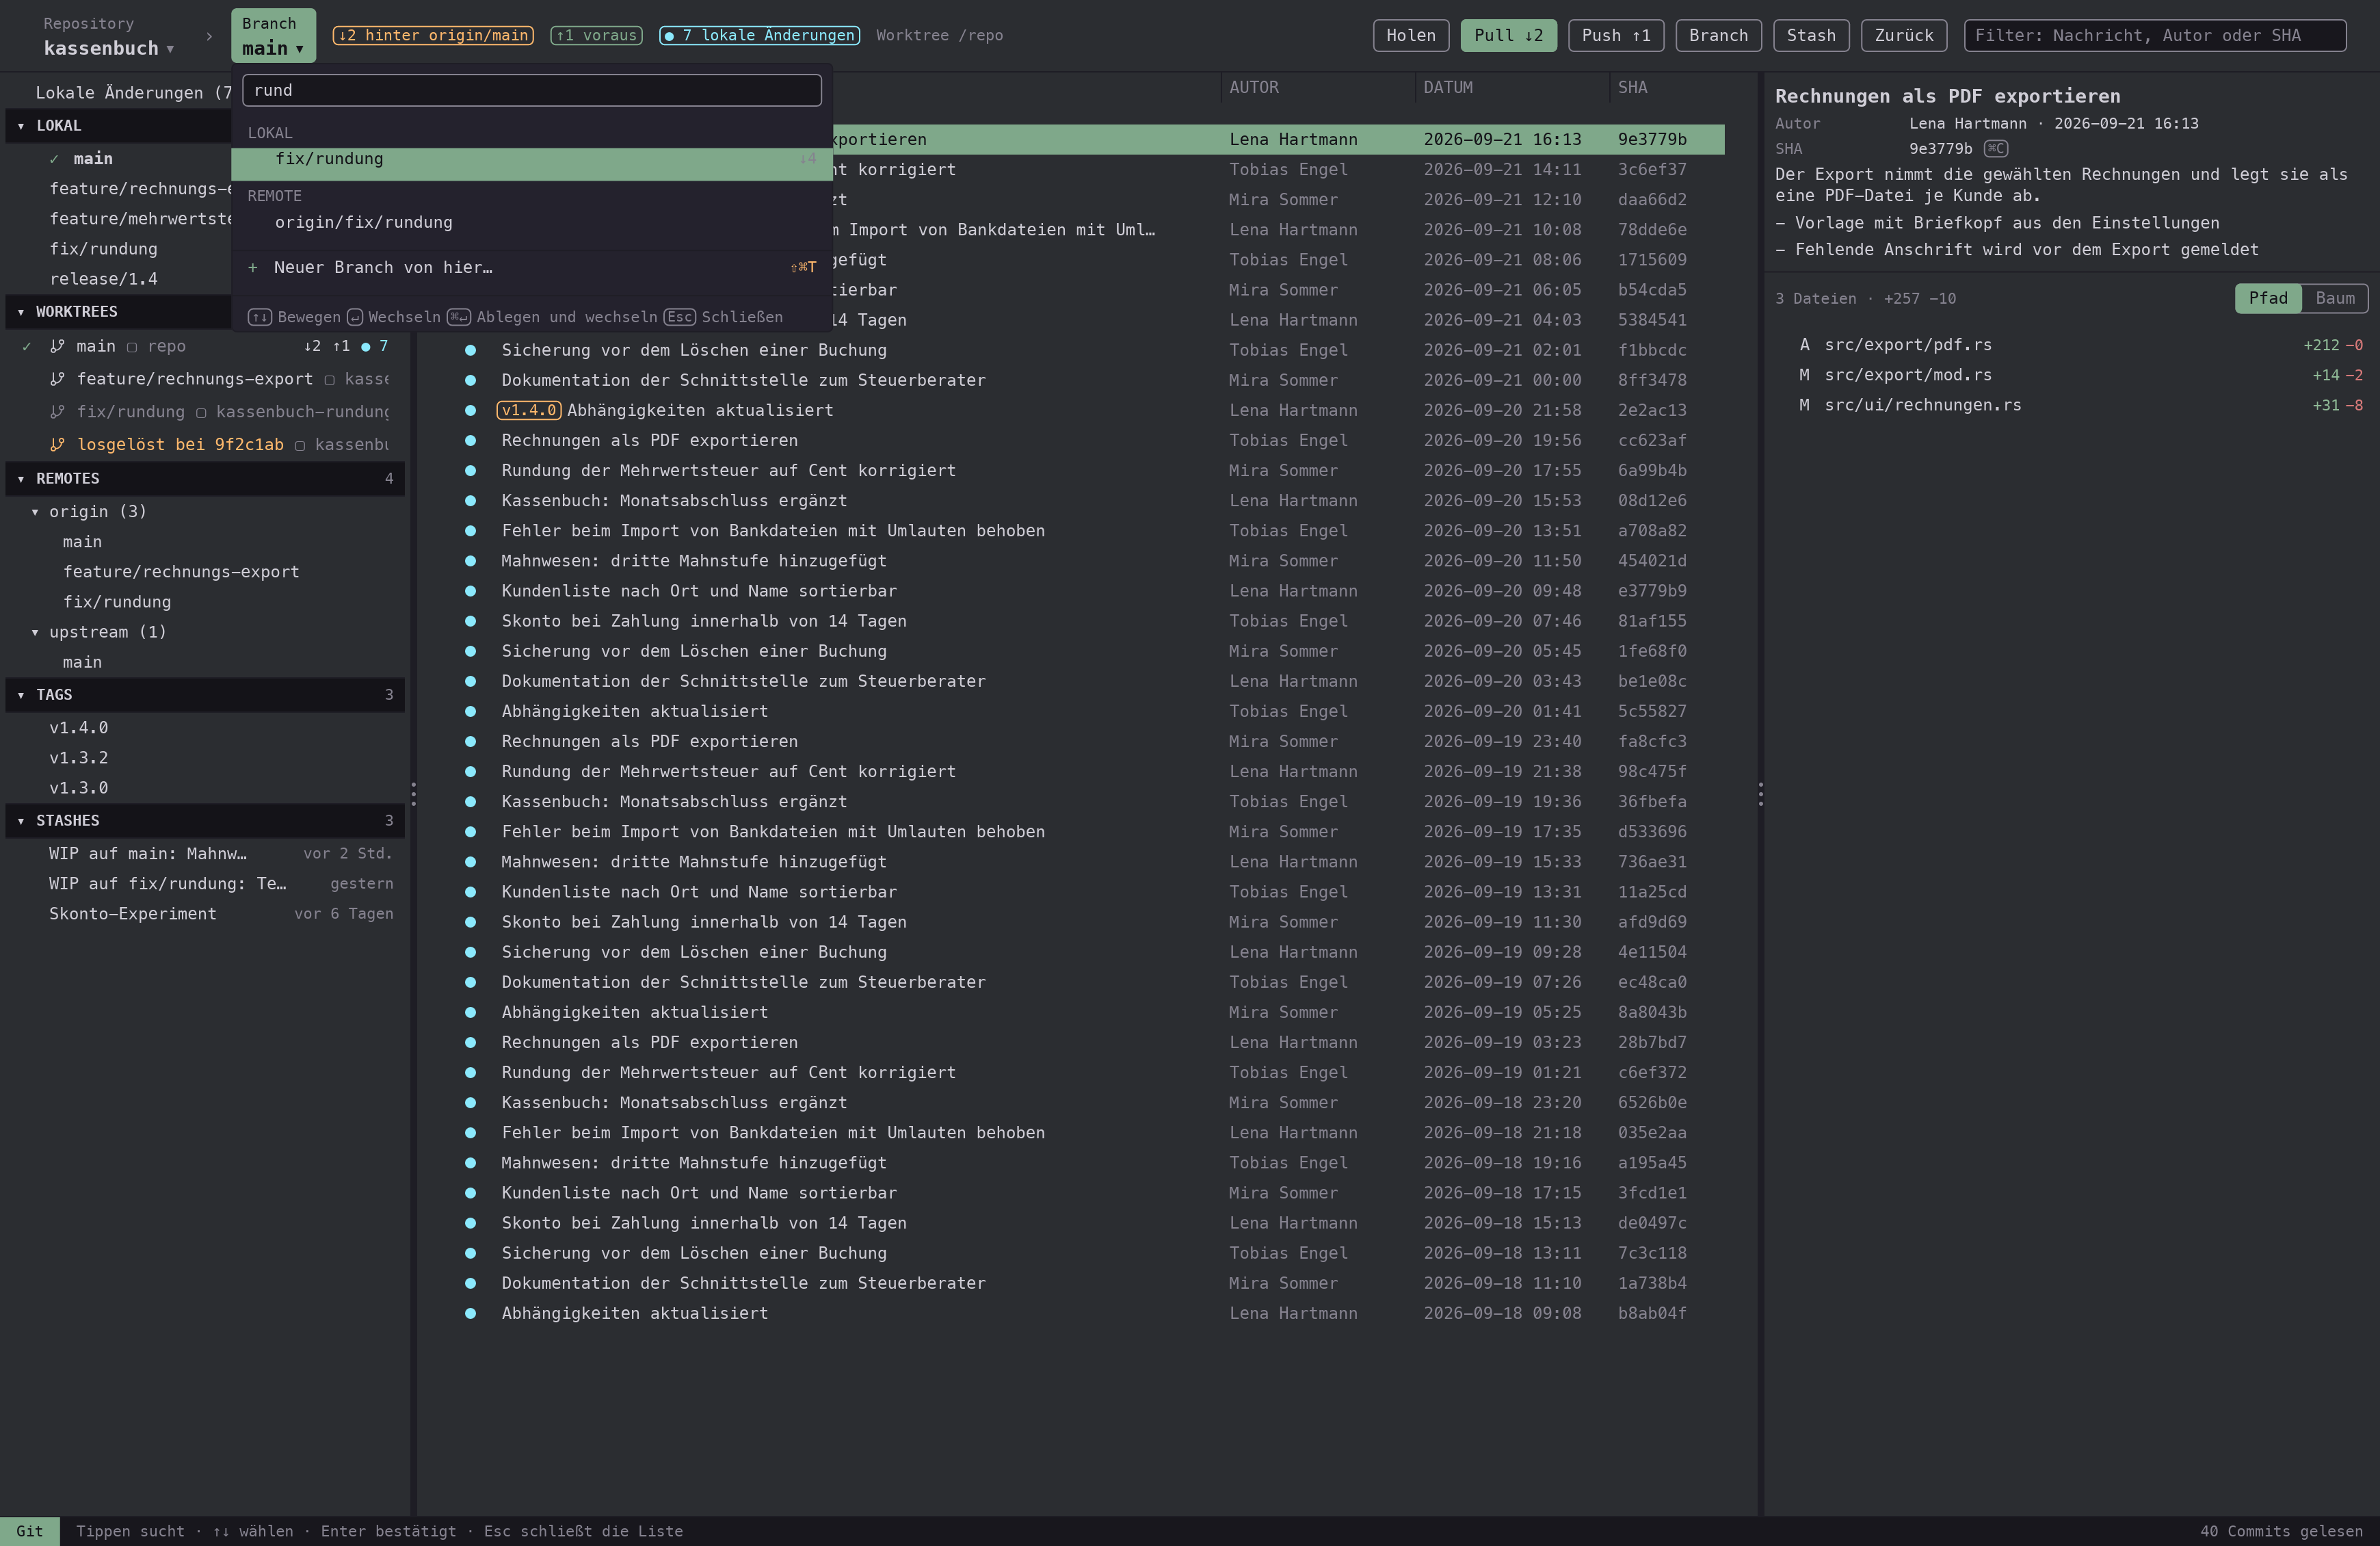 Repository
kassenbuch ▾
›
Branch
main ▾
↓2 hinter origin/main
↑1 voraus
● 7 lokale Änderungen
Worktree /repo
Holen
Pull ↓2
Push ↑1
Branch
Stash
Zurück
Filter: Nachricht, Autor oder SHA
Lokale Änderungen (7
▾ LOKAL
✓ main
feature/rechnungs-e
feature/mehrwertste
fix/rundung
release/1.4
▾ WORKTREES
✓ main ▢ repo ↓2 ↑1 ● 7
feature/rechnungs-export ▢ kasse
fix/rundung ▢ kassenbuch-rundung
losgelöst bei 9f2c1ab ▢ kassenbu
▾ REMOTES 4
▾ origin (3)
main
feature/rechnungs-export
fix/rundung
▾ upstream (1)
main
▾ TAGS 3
v1.4.0
v1.3.2
v1.3.0
▾ STASHES 3
WIP auf main: Mahnw… vor 2 Std.
WIP auf fix/rundung: Te… gestern
Skonto-Experiment vor 6 Tagen
rund
LOKAL
fix/rundung ↓4
REMOTE
origin/fix/rundung
+ Neuer Branch von hier… ⇧⌘T
↑↓ Bewegen ↵ Wechseln ⌘↵ Ablegen und wechseln Esc Schließen
AUTOR DATUM SHA
xportieren Lena Hartmann 2026-09-21 16:13 9e3779b
nt korrigiert Tobias Engel 2026-09-21 14:11 3c6ef37
zt Mira Sommer 2026-09-21 12:10 daa66d2
m Import von Bankdateien mit Uml… Lena Hartmann 2026-09-21 10:08 78dde6e
gefügt Tobias Engel 2026-09-21 08:06 1715609
tierbar Mira Sommer 2026-09-21 06:05 b54cda5
14 Tagen Lena Hartmann 2026-09-21 04:03 5384541
Sicherung vor dem Löschen einer Buchung Tobias Engel 2026-09-21 02:01 f1bbcdc
Dokumentation der Schnittstelle zum Steuerberater Mira Sommer 2026-09-21 00:00 8ff3478
v1.4.0 Abhängigkeiten aktualisiert Lena Hartmann 2026-09-20 21:58 2e2ac13
Rechnungen als PDF exportieren Tobias Engel 2026-09-20 19:56 cc623af
Rundung der Mehrwertsteuer auf Cent korrigiert Mira Sommer 2026-09-20 17:55 6a99b4b
Kassenbuch: Monatsabschluss ergänzt Lena Hartmann 2026-09-20 15:53 08d12e6
Fehler beim Import von Bankdateien mit Umlauten behoben Tobias Engel 2026-09-20 13:51 a708a82
Mahnwesen: dritte Mahnstufe hinzugefügt Mira Sommer 2026-09-20 11:50 454021d
Kundenliste nach Ort und Name sortierbar Lena Hartmann 2026-09-20 09:48 e3779b9
Skonto bei Zahlung innerhalb von 14 Tagen Tobias Engel 2026-09-20 07:46 81af155
Sicherung vor dem Löschen einer Buchung Mira Sommer 2026-09-20 05:45 1fe68f0
Dokumentation der Schnittstelle zum Steuerberater Lena Hartmann 2026-09-20 03:43 be1e08c
Abhängigkeiten aktualisiert Tobias Engel 2026-09-20 01:41 5c55827
Rechnungen als PDF exportieren Mira Sommer 2026-09-19 23:40 fa8cfc3
Rundung der Mehrwertsteuer auf Cent korrigiert Lena Hartmann 2026-09-19 21:38 98c475f
Kassenbuch: Monatsabschluss ergänzt Tobias Engel 2026-09-19 19:36 36fbefa
Fehler beim Import von Bankdateien mit Umlauten behoben Mira Sommer 2026-09-19 17:35 d533696
Mahnwesen: dritte Mahnstufe hinzugefügt Lena Hartmann 2026-09-19 15:33 736ae31
Kundenliste nach Ort und Name sortierbar Tobias Engel 2026-09-19 13:31 11a25cd
Skonto bei Zahlung innerhalb von 14 Tagen Mira Sommer 2026-09-19 11:30 afd9d69
Sicherung vor dem Löschen einer Buchung Lena Hartmann 2026-09-19 09:28 4e11504
Dokumentation der Schnittstelle zum Steuerberater Tobias Engel 2026-09-19 07:26 ec48ca0
Abhängigkeiten aktualisiert Mira Sommer 2026-09-19 05:25 8a8043b
Rechnungen als PDF exportieren Lena Hartmann 2026-09-19 03:23 28b7bd7
Rundung der Mehrwertsteuer auf Cent korrigiert Tobias Engel 2026-09-19 01:21 c6ef372
Kassenbuch: Monatsabschluss ergänzt Mira Sommer 2026-09-18 23:20 6526b0e
Fehler beim Import von Bankdateien mit Umlauten behoben Lena Hartmann 2026-09-18 21:18 035e2aa
Mahnwesen: dritte Mahnstufe hinzugefügt Tobias Engel 2026-09-18 19:16 a195a45
Kundenliste nach Ort und Name sortierbar Mira Sommer 2026-09-18 17:15 3fcd1e1
Skonto bei Zahlung innerhalb von 14 Tagen Lena Hartmann 2026-09-18 15:13 de0497c
Sicherung vor dem Löschen einer Buchung Tobias Engel 2026-09-18 13:11 7c3c118
Dokumentation der Schnittstelle zum Steuerberater Mira Sommer 2026-09-18 11:10 1a738b4
Abhängigkeiten aktualisiert Lena Hartmann 2026-09-18 09:08 b8ab04f
Rechnungen als PDF exportieren
Autor Lena Hartmann · 2026-09-21 16:13
SHA 9e3779b ⌘C
Der Export nimmt die gewählten Rechnungen und legt sie als
eine PDF-Datei je Kunde ab.
– Vorlage mit Briefkopf aus den Einstellungen
– Fehlende Anschrift wird vor dem Export gemeldet
3 Dateien · +257 −10
Pfad Baum
A src/export/pdf.rs +212 −0
M src/export/mod.rs +14 −2
M src/ui/rechnungen.rs +31 −8
Git Tippen sucht · ↑↓ wählen · Enter bestätigt · Esc schließt die Liste
40 Commits gelesen